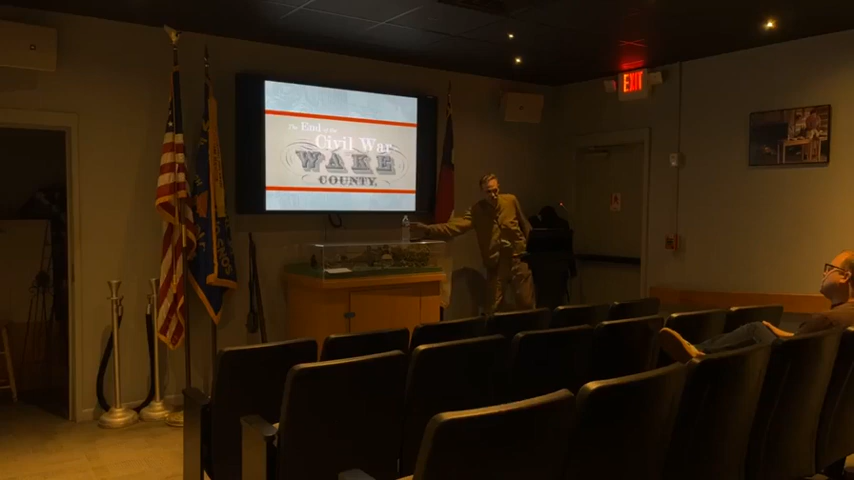 The End of the
Civil War
WAKE
COUNTY,
EXIT